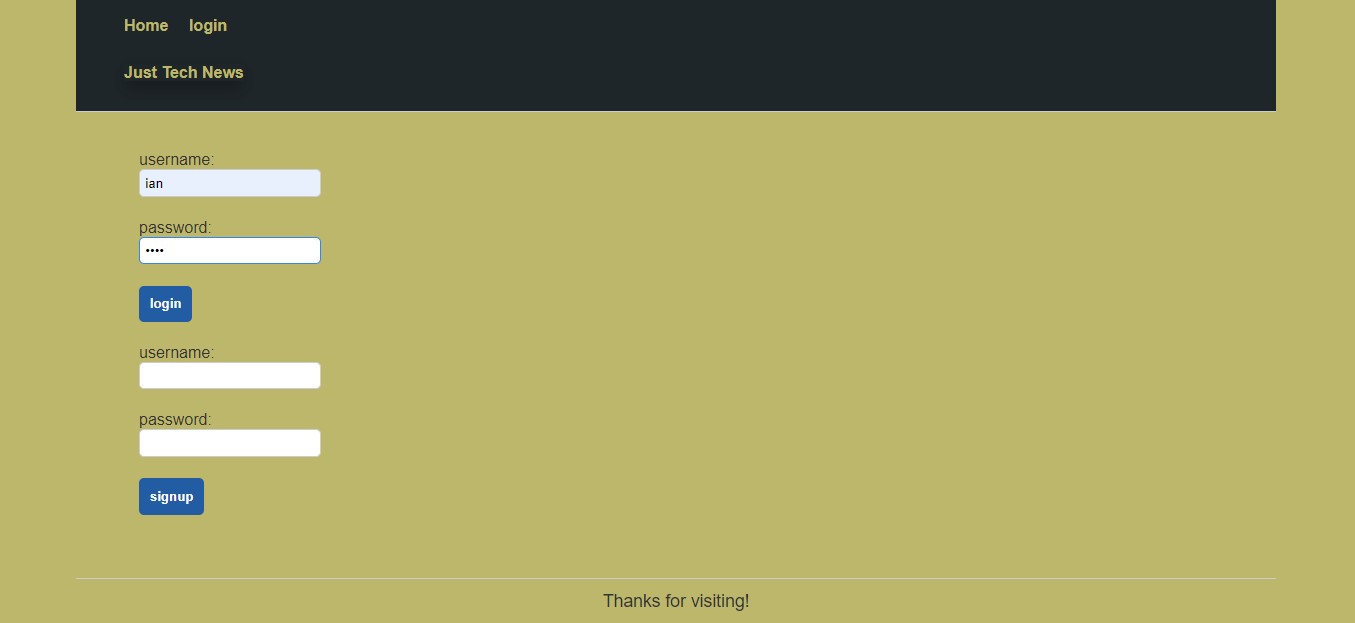 Home login
Just Tech News
username:
ian
password:
••••
login
username:
password:
signup
Thanks for visiting!